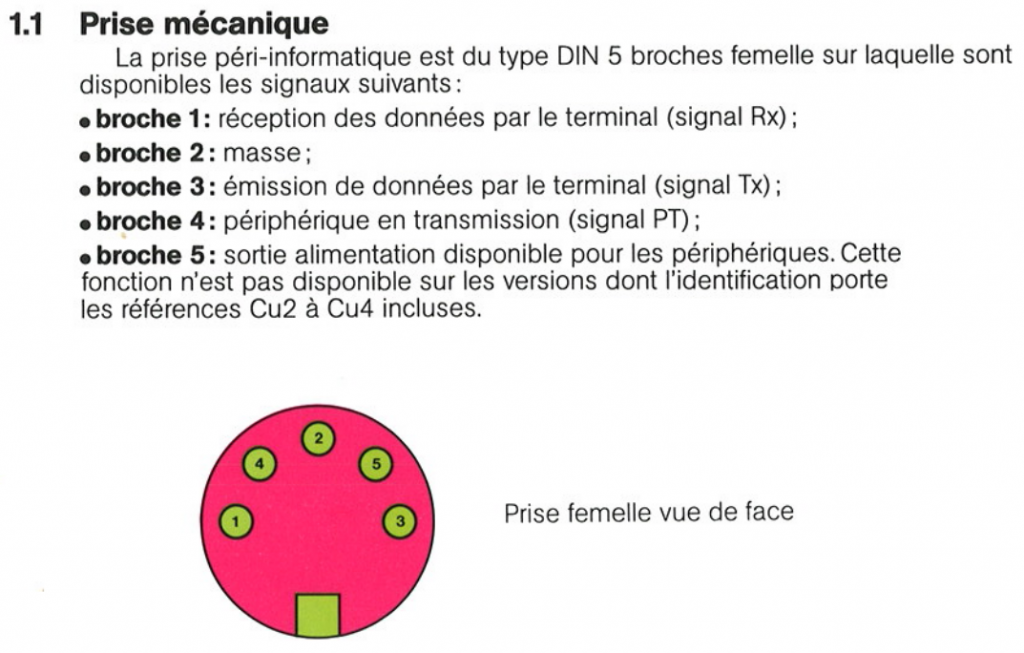 1.1 Prise mécanique
La prise péri-informatique est du type DIN 5 broches femelle sur laquelle sont
disponibles les signaux suivants :
• broche 1 : réception des données par le terminal (signal Rx) ;
• broche 2 : masse ;
• broche 3 : émission de données par le terminal (signal Tx) ;
• broche 4 : périphérique en transmission (signal PT) ;
• broche 5 : sortie alimentation disponible pour les périphériques. Cette
fonction n'est pas disponible sur les versions dont l'identification porte
les références Cu2 à Cu4 incluses.
2
4 5
1 3
Prise femelle vue de face